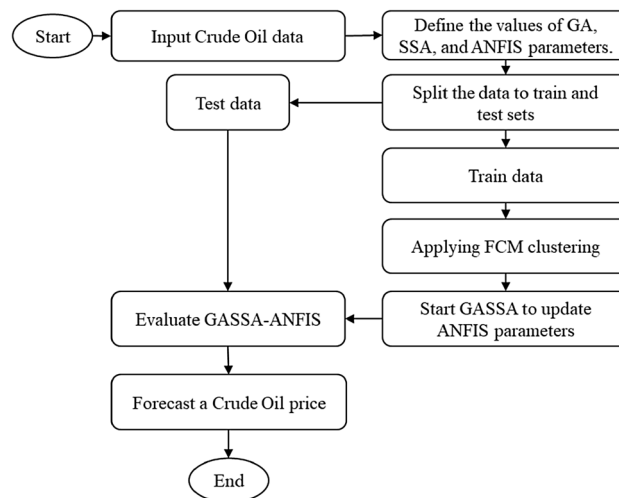 Start
Input Crude Oil data
Define the values of GA,
SSA, and ANFIS parameters.
Test data
Split the data to train and
test sets
Train data
Applying FCM clustering
Evaluate GASSA-ANFIS
Start GASSA to update
ANFIS parameters
Forecast a Crude Oil price
End